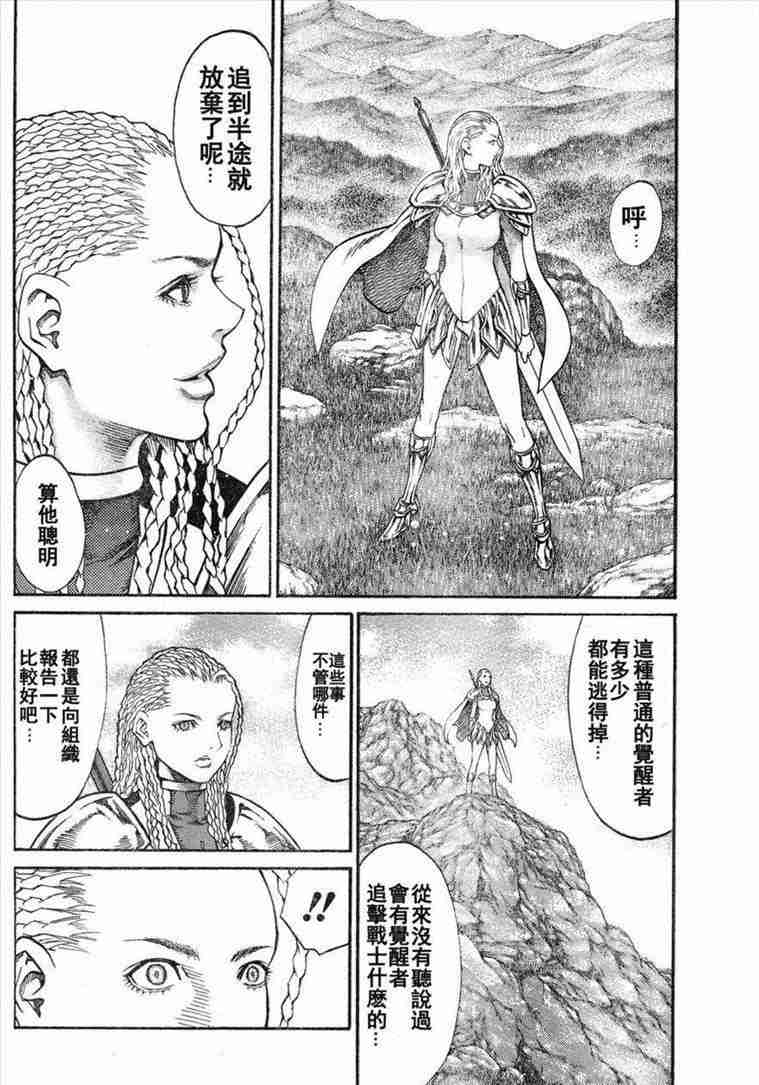 呼…
追到半途就
放棄了呢…
算他聰明
這種普通的覺醒者
有多少
都能逃得掉…
從來沒有聽說過
會有覺醒者
追擊戰士什麼的…
這些事
不管哪件…
都還是向組織
報告一下
比較好吧…
!!